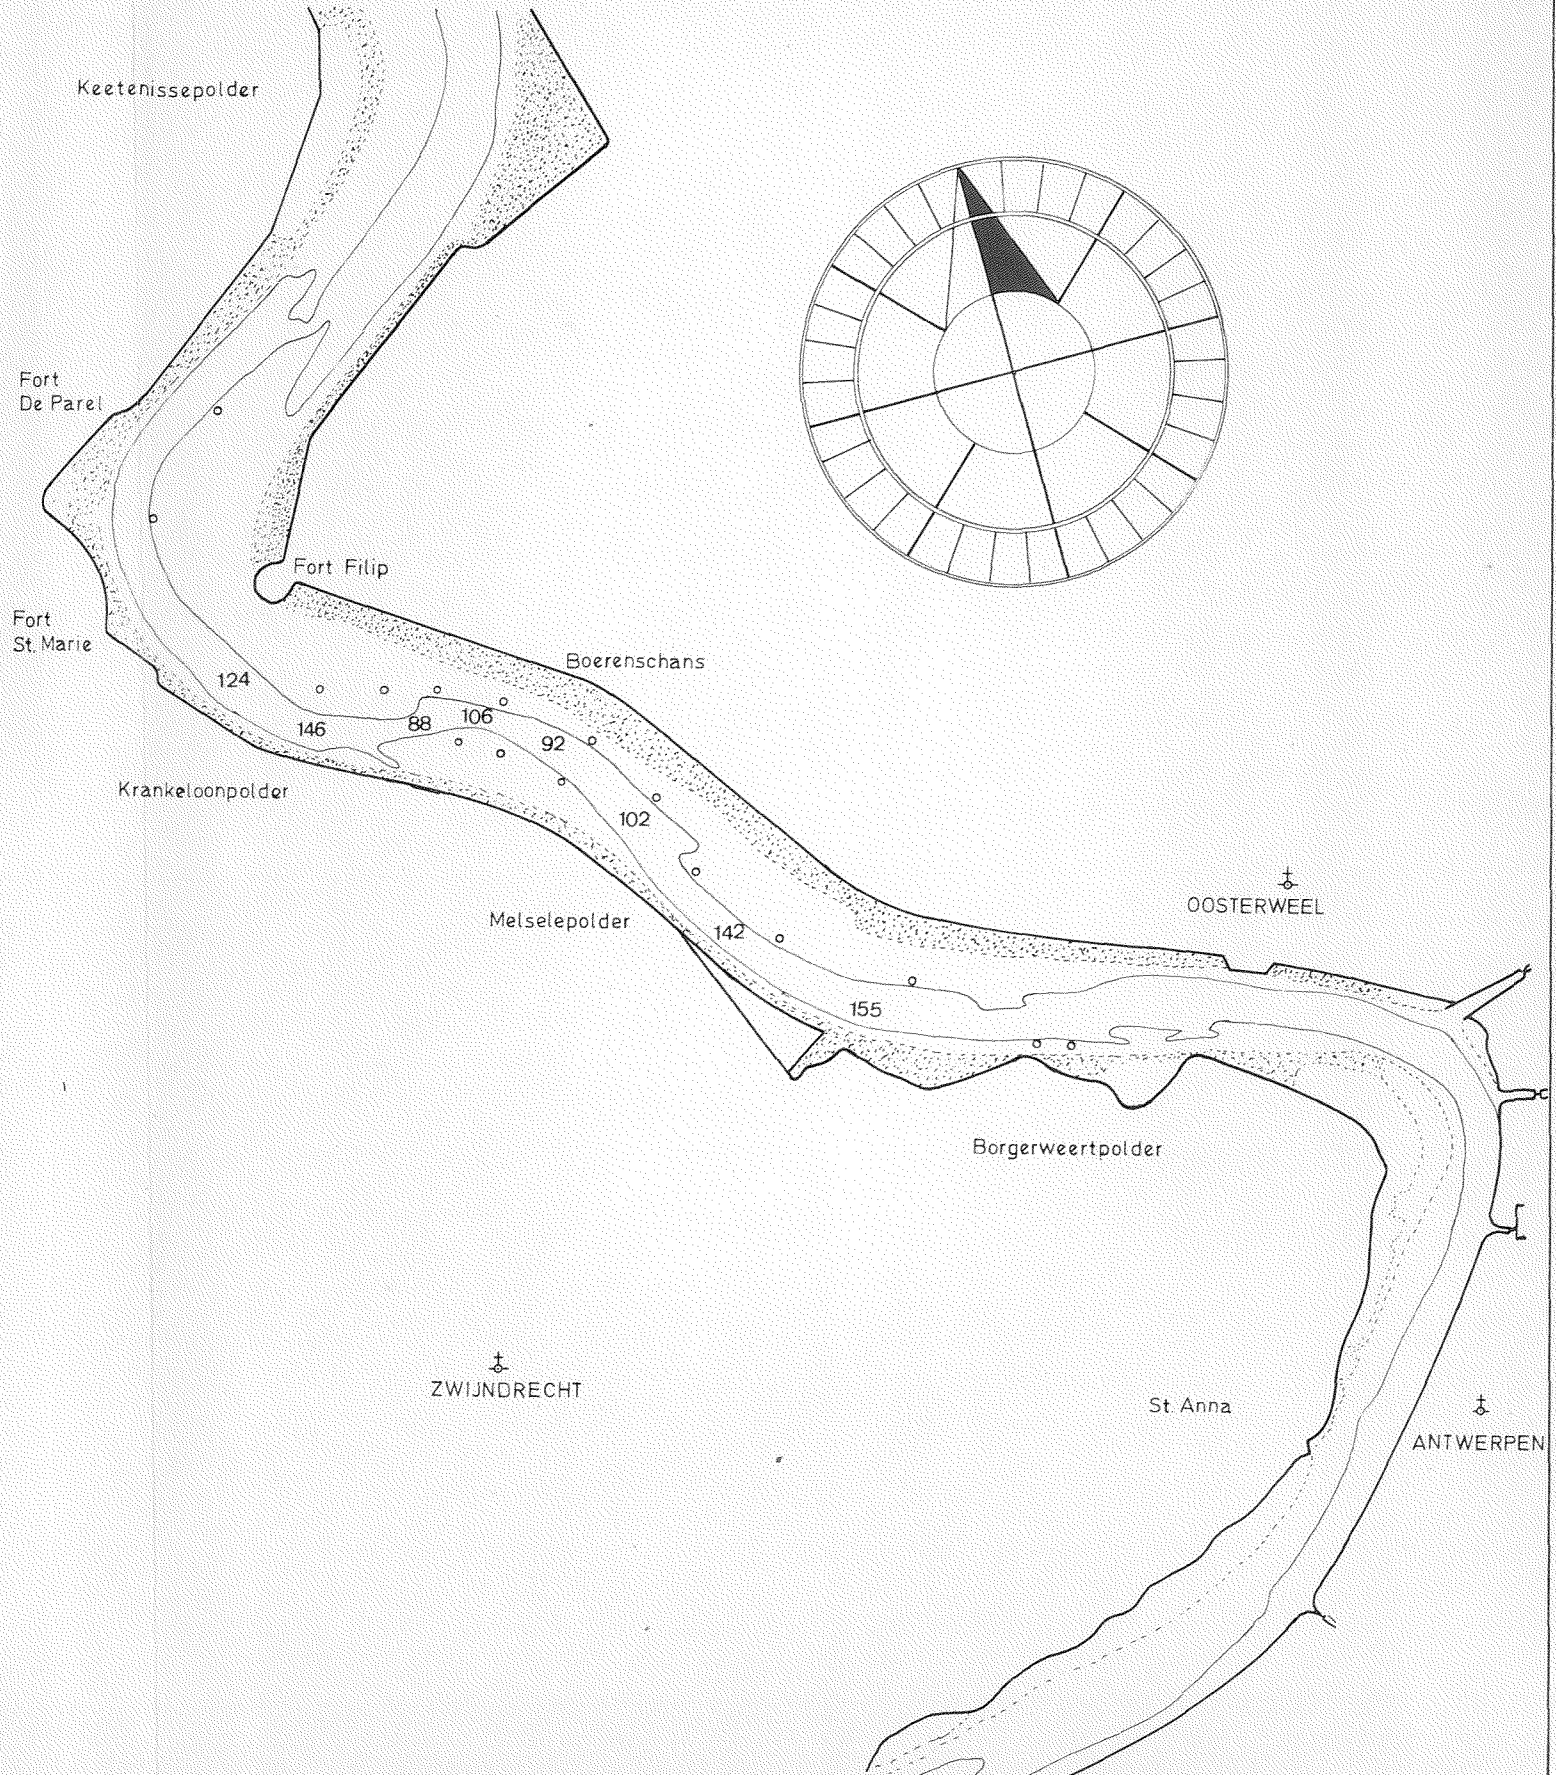 Keetenissepolder
Fort
De Parel
Fort Filip
Fort
St. Marie
Boerenschans
124
146
88
106
92
Krankeloonpolder
102
OOSTERWEEL
Melselepolder
142
155
Borgerweertpolder
ZWIJNDRECHT
St. Anna
ANTWERPEN